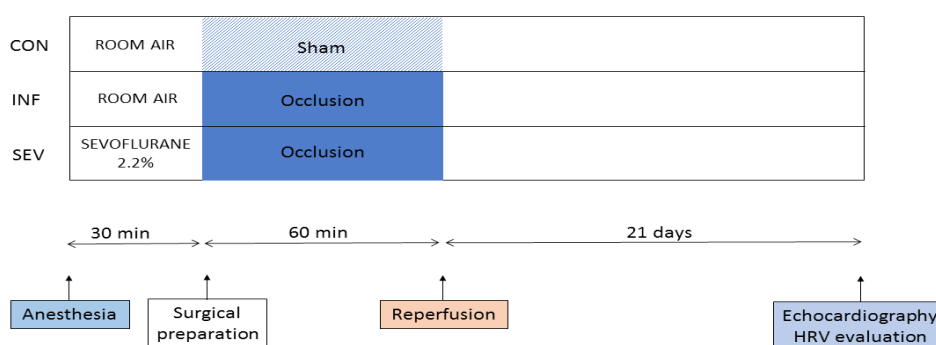 CON
ROOM AIR
Sham
INF
ROOM AIR
Occlusion
SEV
SEVOFLURANE
2.2%
Occlusion
30 min
60 min
21 days
Anesthesia
Surgical
preparation
Reperfusion
Echocardiography
HRV evaluation